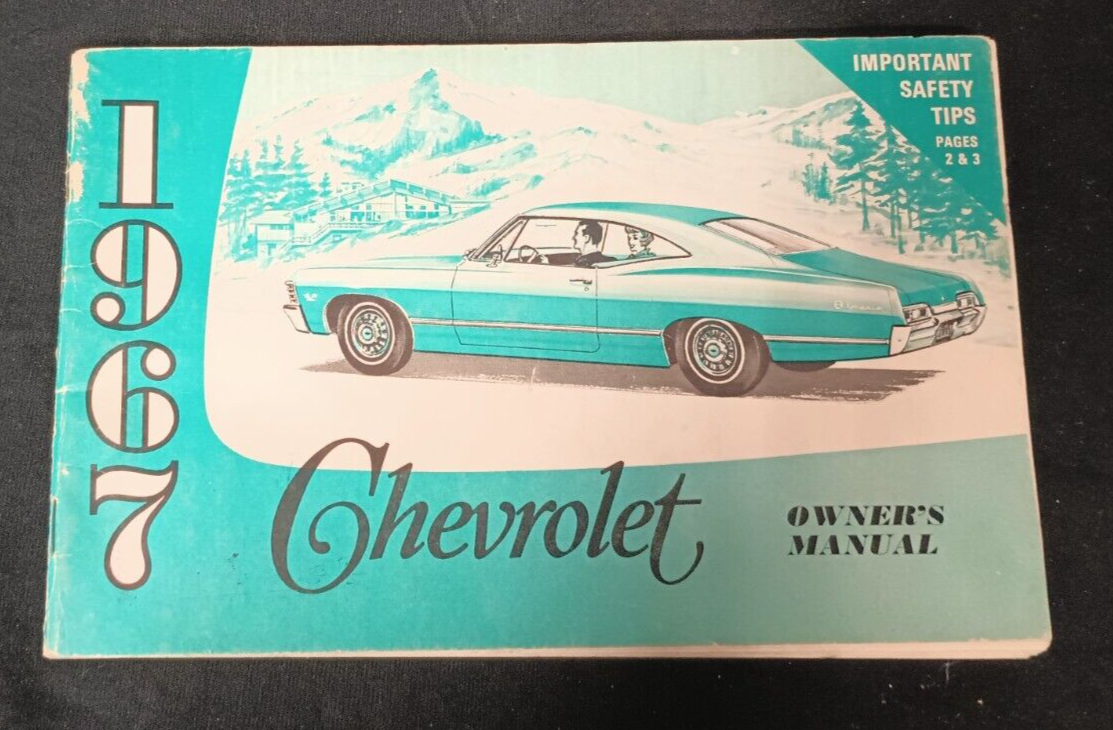 1967
IMPORTANT
SAFETY
TIPS
PAGES
2 & 3
Chevrolet
OWNER'S
MANUAL